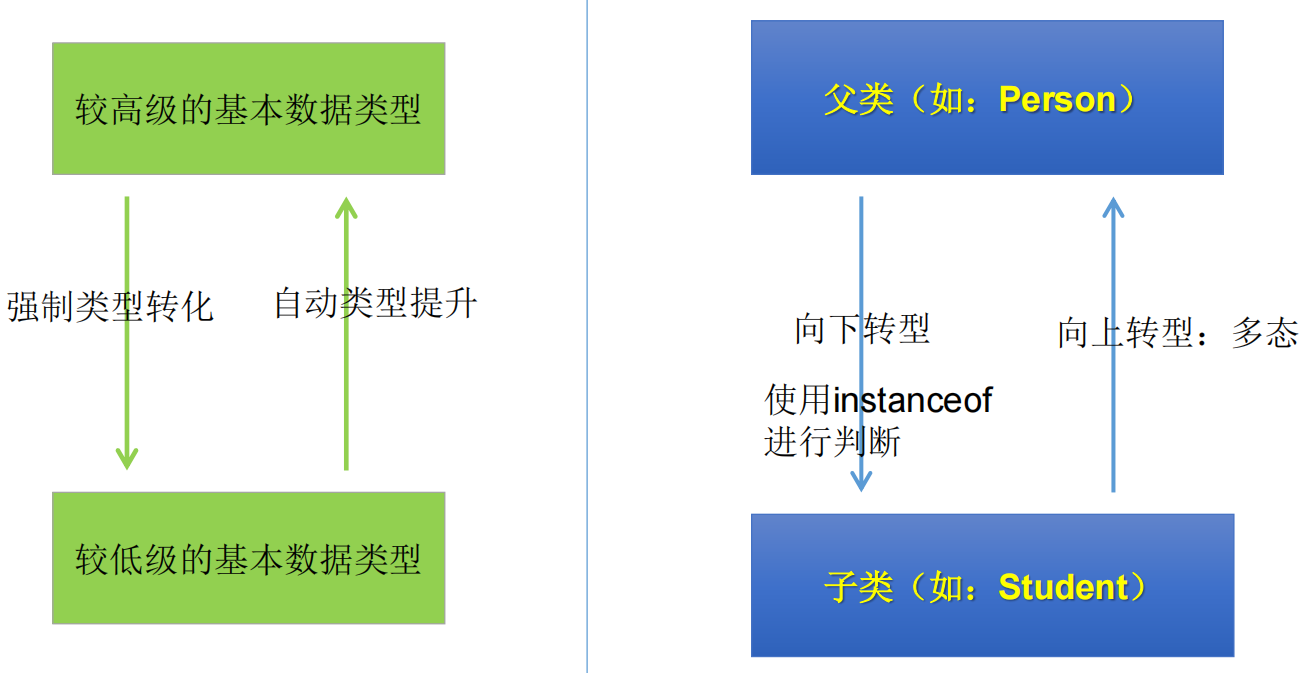 较高级的基本数据类型
强制类型转化
自动类型提升
较低级的基本数据类型
父类（如：Person）
向下转型
使用instanceof
进行判断
向上转型：多态
子类（如：Student）